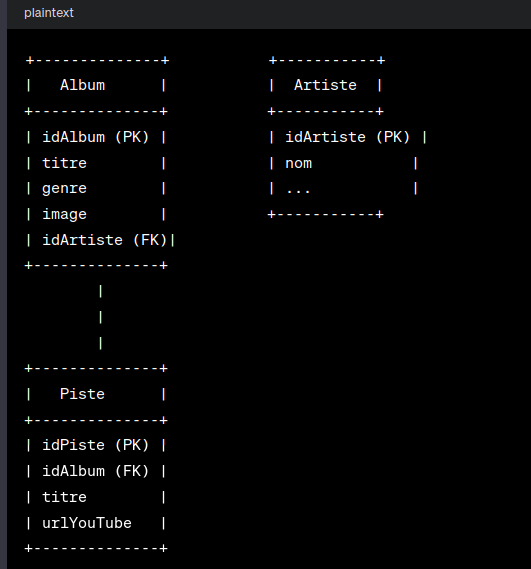 plaintext
+--------------+           +-----------+
|   Album      |           |  Artiste  |
+--------------+           +-----------+
| idAlbum (PK) |           | idArtiste (PK) |
| titre        |           | nom           |
| genre        |           | ...           |
| image        |           +-----------+
| idArtiste (FK)|
+--------------+
        |
        |
        |
+--------------+
|   Piste      |
+--------------+
| idPiste (PK) |
| idAlbum (FK) |
| titre        |
| urlYouTube   |
+--------------+